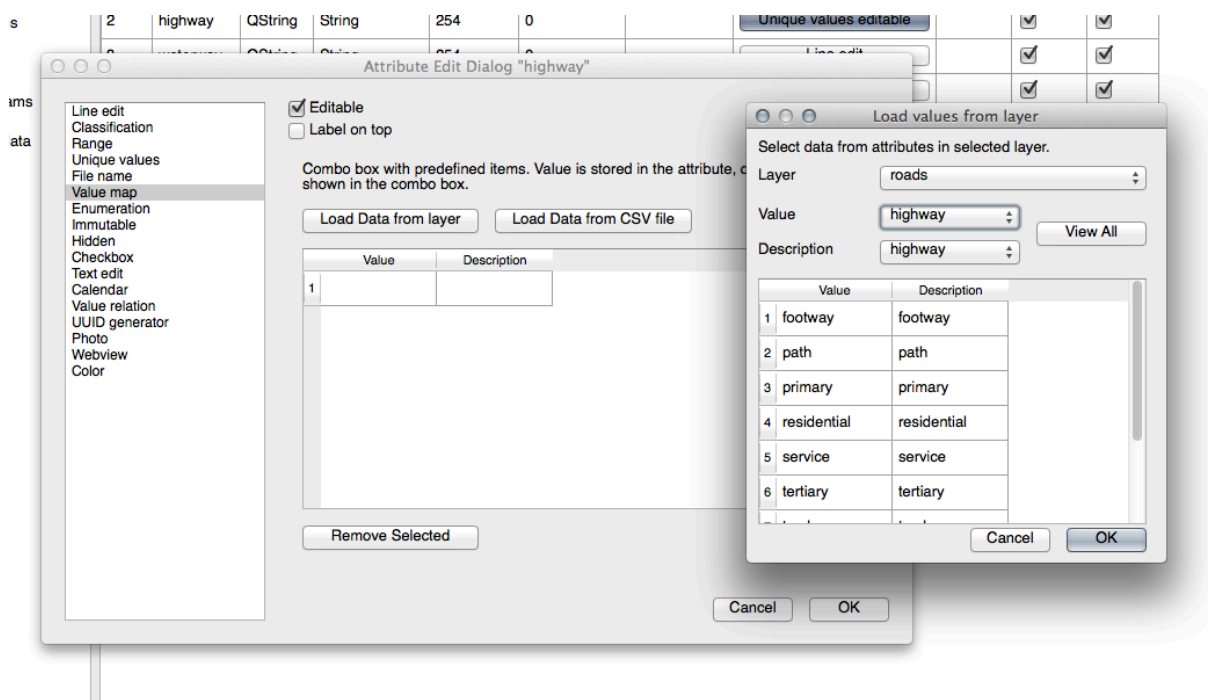 s
2 highway QString String 254 0 Unique values editable
Line edit
ams
ata
Attribute Edit Dialog "highway"
Line edit
Classification
Range
Unique values
File name
Value map
Enumeration
Immutable
Hidden
Checkbox
Text edit
Calendar
Value relation
UUID generator
Photo
Webview
Color
Editable
Label on top
Combo box with predefined items. Value is stored in the attribute,
shown in the combo box.
Load Data from layer Load Data from CSV file
Value Description
1
Remove Selected
Cancel OK
Load values from layer
Select data from attributes in selected layer.
Layer roads
Value highway
View All
Description highway
Value Description
1 footway footway
2 path path
3 primary primary
4 residential residential
5 service service
6 tertiary tertiary
Cancel OK